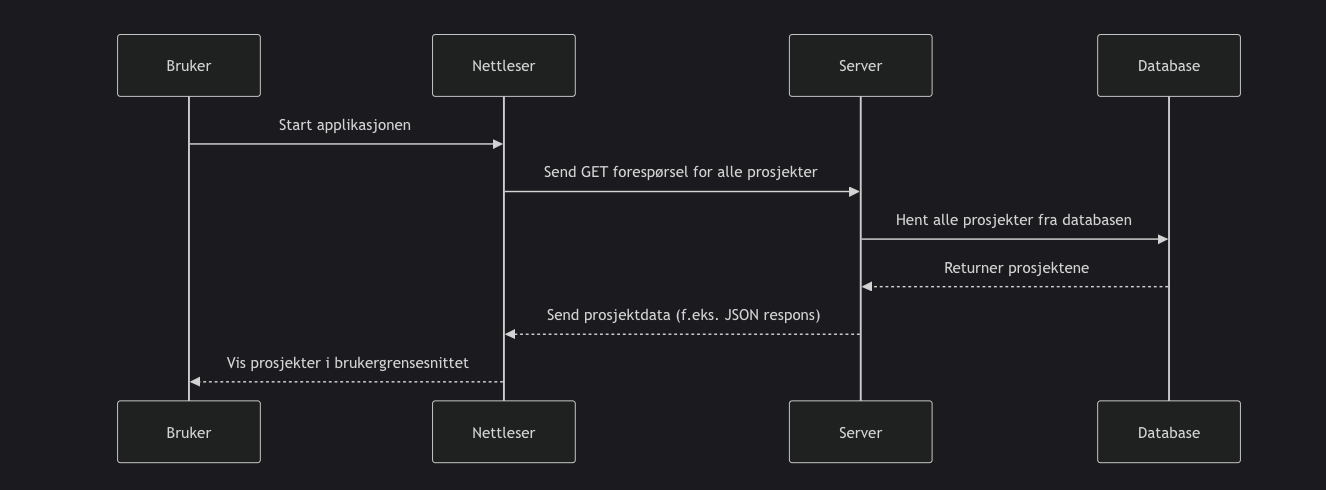 Bruker
Nettleser
Server
Database
Start applikasjonen
Send GET forespørsel for alle prosjekter
Hent alle prosjekter fra databasen
Returner prosjektene
Send prosjektdata (f.eks. JSON respons)
Vis prosjekter i brukergrensesnittet
Bruker
Nettleser
Server
Database